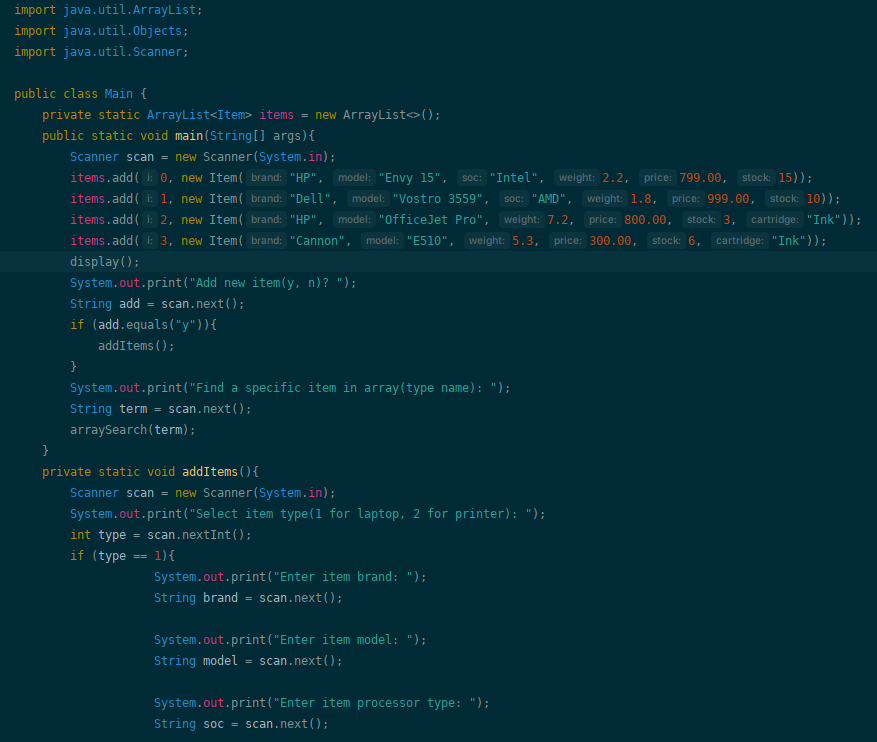 import java.util.ArrayList;
import java.util.Objects;
import java.util.Scanner;
public class Main {
private static ArrayList<Item> items = new ArrayList<>();
public static void main(String[] args){
Scanner scan = new Scanner(System.in);
items.add( i: 0, new Item( brand: "HP", model: "Envy 15", soc: "Intel", weight: 2.2, price: 799.00, stock: 15));
items.add( i: 1, new Item( brand: "Dell", model: "Vostro 3559", soc: "AMD", weight: 1.8, price: 999.00, stock: 10));
items.add( i: 2, new Item( brand: "HP", model: "OfficeJet Pro", weight: 7.2, price: 800.00, stock: 3, cartridge: "Ink"));
items.add( i: 3, new Item( brand: "Cannon", model: "E510", weight: 5.3, price: 300.00, stock: 6, cartridge: "Ink"));
display();
System.out.print("Add new item(y, n)? ");
String add = scan.next();
if (add.equals("y")){
addItems();
}
System.out.print("Find a specific item in array(type name): ");
String term = scan.next();
arraySearch(term);
}
private static void addItems(){
Scanner scan = new Scanner(System.in);
System.out.print("Select item type(1 for laptop, 2 for printer): ");
int type = scan.nextInt();
if (type == 1){
System.out.print("Enter item brand: ");
String brand = scan.next();
System.out.print("Enter item model: ");
String model = scan.next();
System.out.print("Enter item processor type: ");
String soc = scan.next();